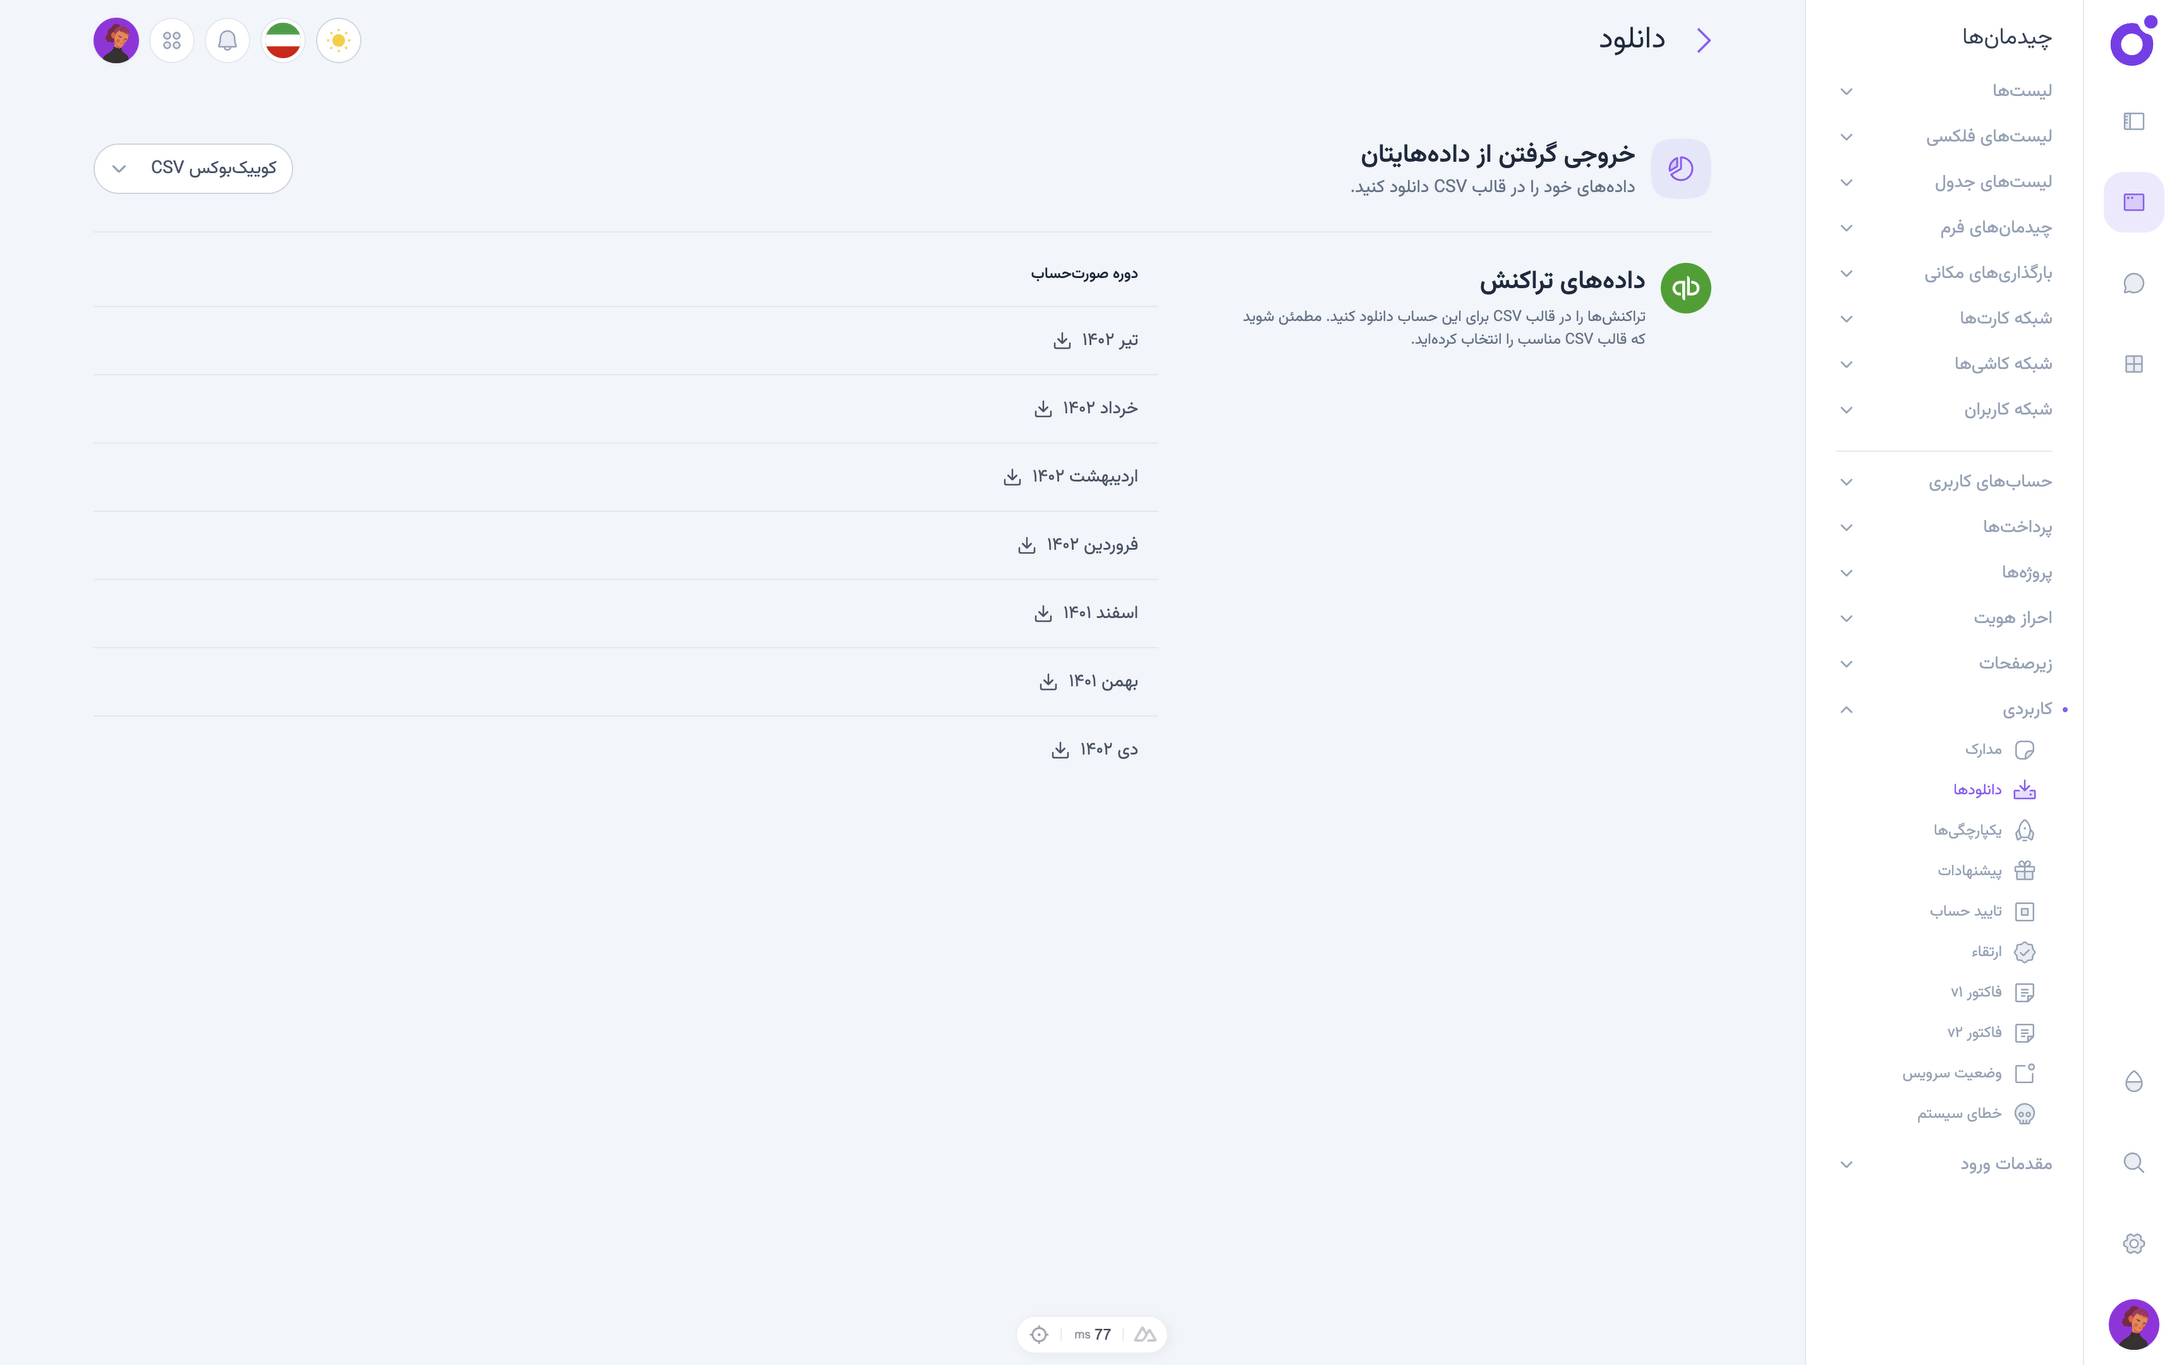 چیدمان‌ها
لیست‌ها
لیست‌های فلکسی
لیست‌های جدول
چیدمان‌های فرم
بارگذاری‌های مکانی
شبکه کارت‌ها
شبکه کاشی‌ها
شبکه کاربران
حساب‌های کاربری
پرداخت‌ها
پروژه‌ها
احراز هویت
زیرصفحات
کاربردی
مدارک
دانلودها
یکپارچگی‌ها
پیشنهادات
تایید حساب
ارتقاء
فاکتور v۱
فاکتور v۲
وضعیت سرویس
خطای سیستم
مقدمات ورود
دانلود
خروجی گرفتن از داده‌هایتان
داده‌های خود را در قالب CSV دانلود کنید.
کوییک‌بوکس CSV
qb
داده‌های تراکنش
تراکنش‌ها را در قالب CSV برای این حساب دانلود کنید. مطمئن شوید
که قالب CSV مناسب را انتخاب کرده‌اید.
دوره صورت‌حساب
تیر ۱۴۰۲
خرداد ۱۴۰۲
اردیبهشت ۱۴۰۲
فروردین ۱۴۰۲
اسفند ۱۴۰۱
بهمن ۱۴۰۱
دی ۱۴۰۲
77 ms